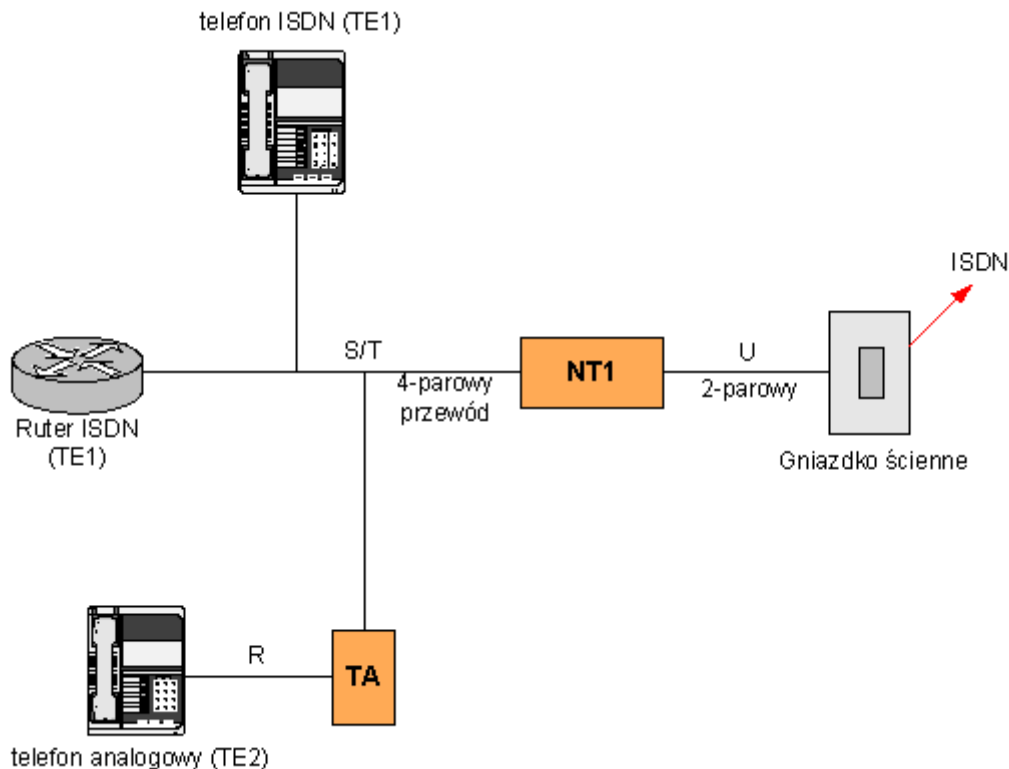 telefon ISDN (TE1)
ISDN
S/T
4-parowy
przewód
NT1
U
2-parowy
Ruter ISDN
(TE1)
Gniazdko ścienne
R
TA
telefon analogowy (TE2)